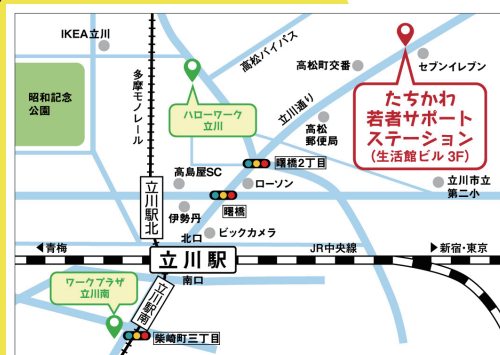 IKEA立川
高松バイパス
高松町交番
セブンイレブン
多摩モノレール
昭和記念
公園
ハローワーク
立川
立川通り
高松
郵便局
たちかわ
若者サポート
ステーション
(生活館ビル 3F)
曙橋2丁目
高島屋SC
ローソン
立川市立
第二小
立川駅北
伊勢丹
曙橋
北口
ビックカメラ
◀青梅
JR中央線
▶新宿・東京
立川駅
南口
ワークプラザ
立川南
立川駅南
柴崎町三丁目